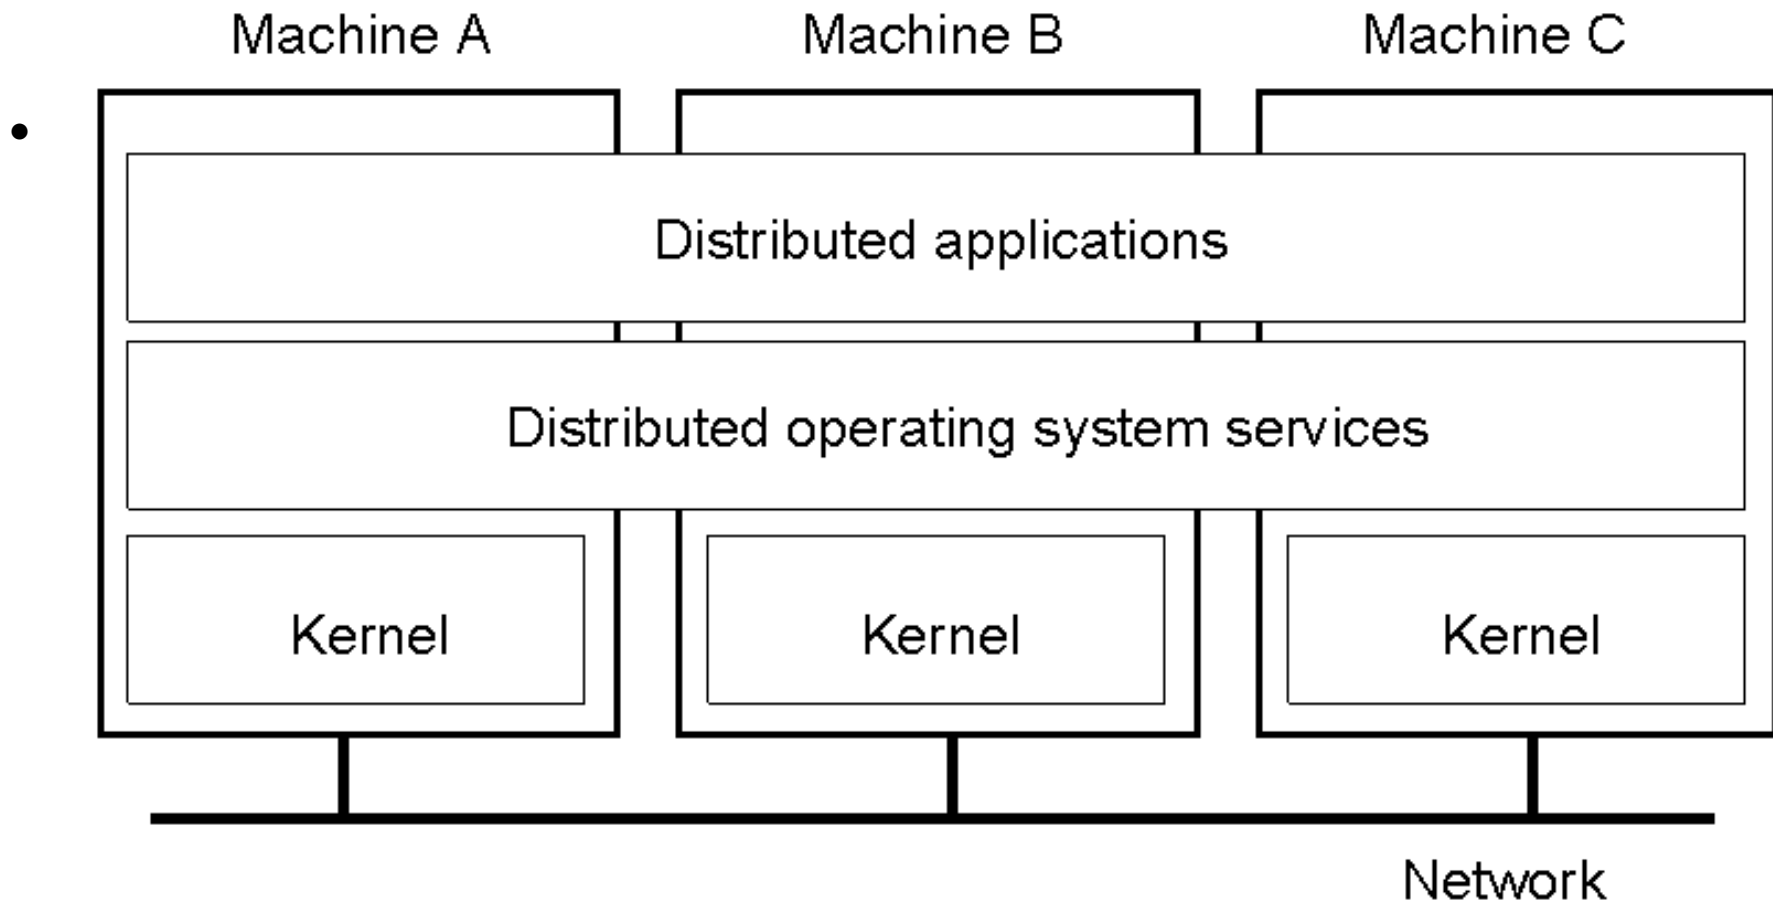 Machine A Machine B Machine C
•
Distributed applications
Distributed operating system services
Kernel Kernel Kernel
Network